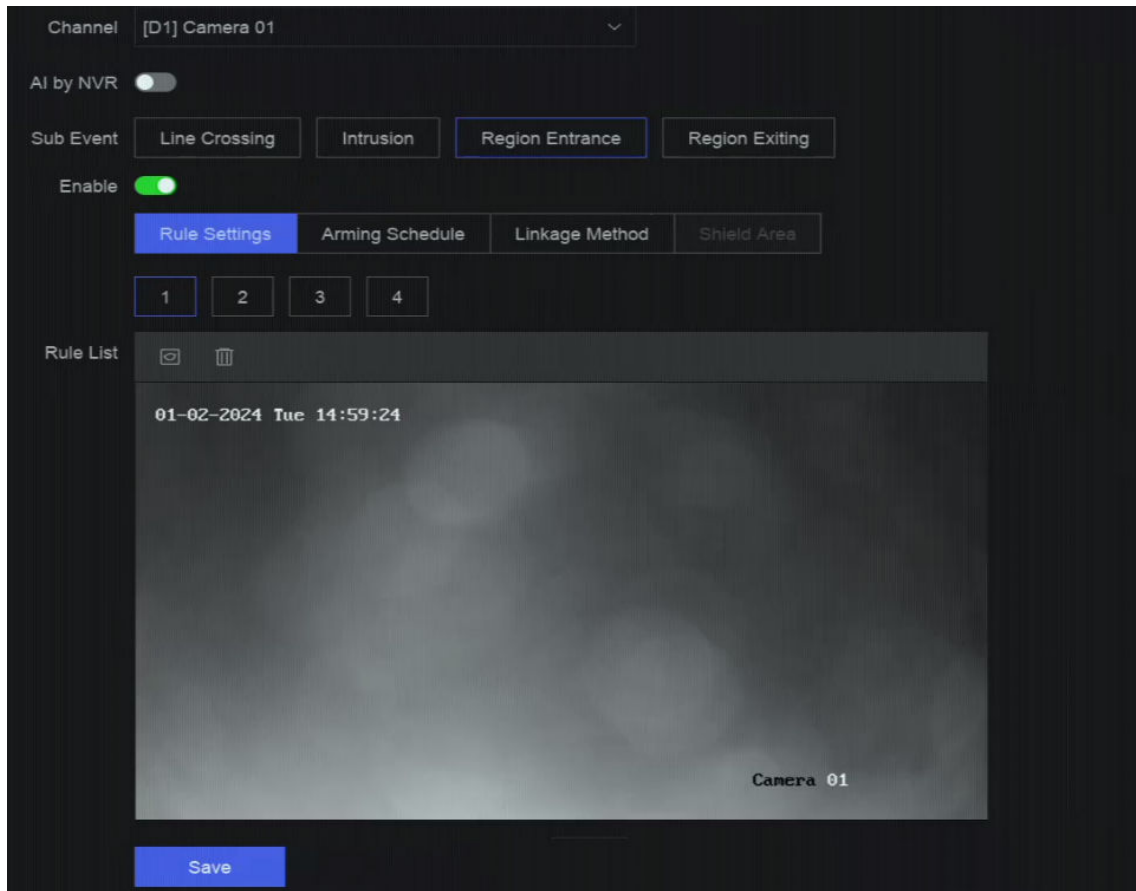 Channel [D1] Camera 01
AI by NVR
Sub Event Line Crossing Intrusion Region Entrance Region Exiting
Enable
Rule Settings Arming Schedule Linkage Method Shield Area
1 2 3 4
Rule List
01-02-2024 Tue 14:59:24
Camera 01
Save